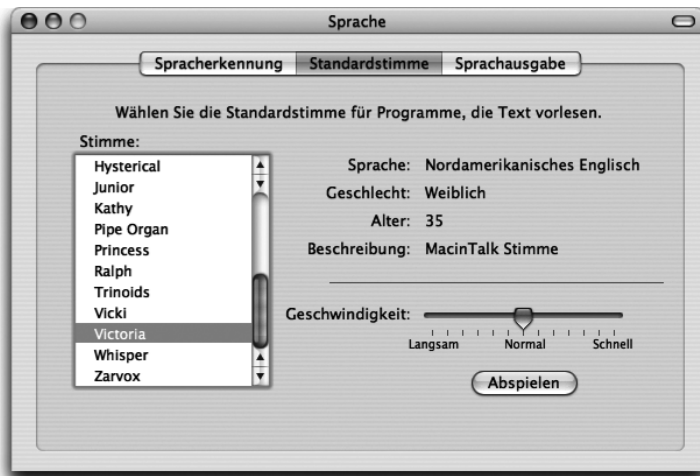 Sprache
Spracherkennung Standardstimme Sprachausgabe
Wählen Sie die Standardstimme für Programme, die Text vorlesen.
Stimme:
Hysterical
Junior
Kathy
Pipe Organ
Princess
Ralph
Trinoids
Vicki
Victoria
Whisper
Zarvox
Sprache: Nordamerikanisches Englisch
Geschlecht: Weiblich
Alter: 35
Beschreibung: MacinTalk Stimme
Geschwindigkeit:
Langsam Normal Schnell
Abspielen